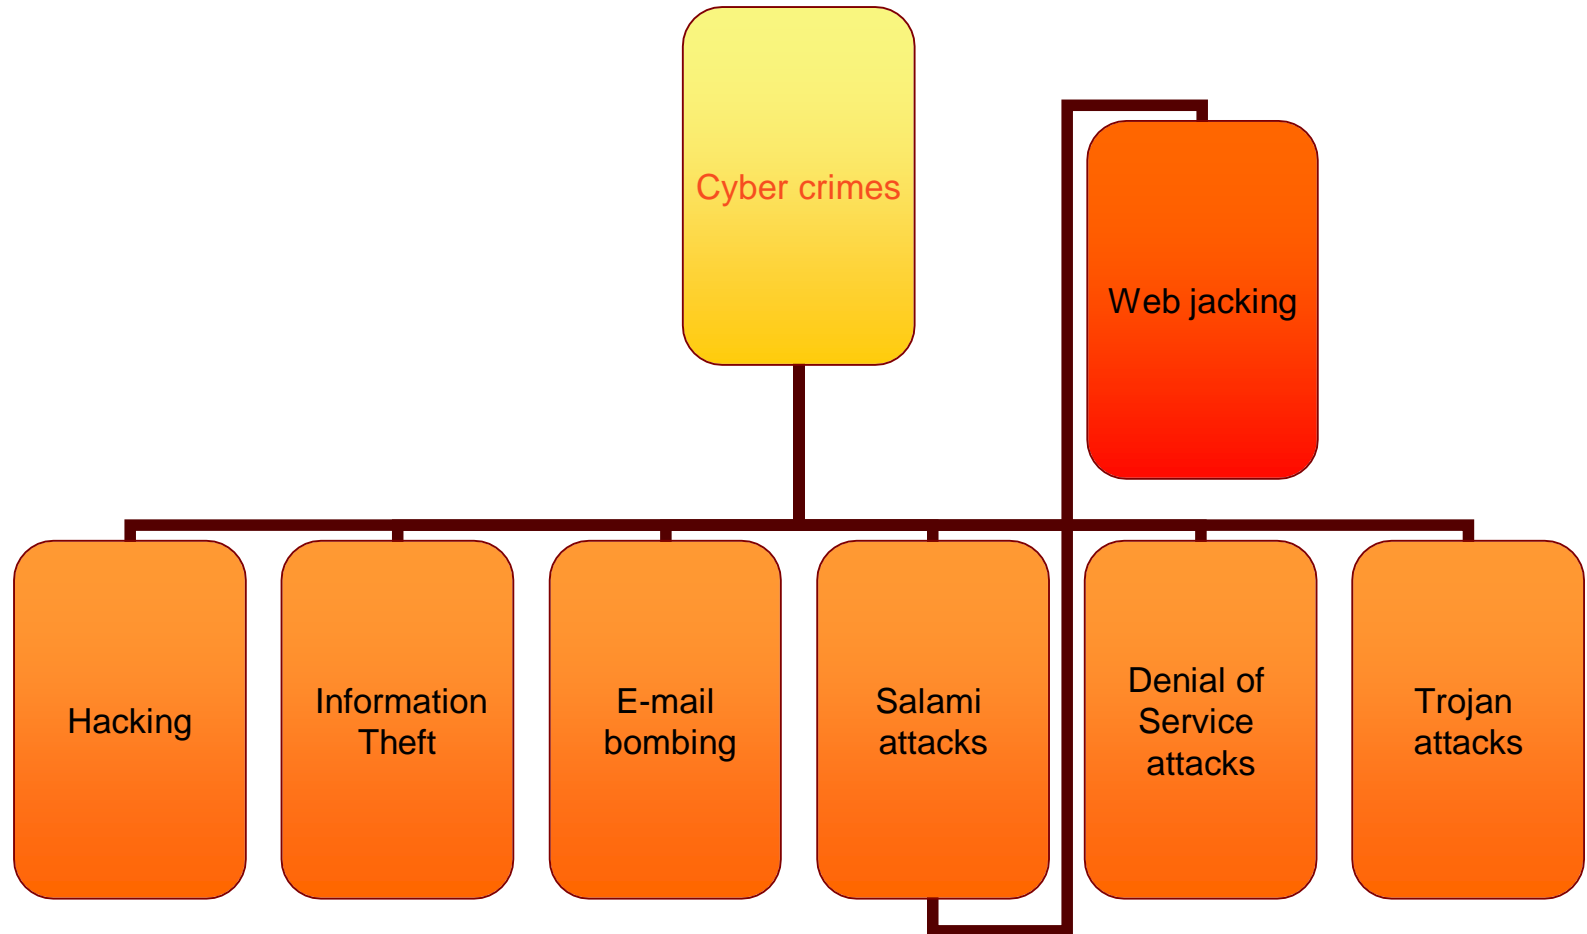 Cyber crimes
Web jacking
Hacking
Information
Theft
E-mail
bombing
Salami
attacks
Denial of
Service
attacks
Trojan
attacks